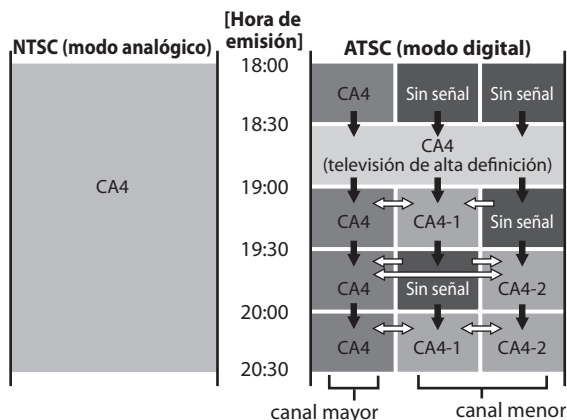 [Hora de
emisión]
NTSC (modo analógico)
ATSC (modo digital)
18:00
CA4
Sin señal
Sin señal
18:30
CA4
(televisión de alta definición)
CA4
19:00
CA4
CA4-1
Sin señal
19:30
CA4
Sin señal
CA4-2
20:00
CA4
CA4-1
CA4-2
20:30
canal mayor
canal menor